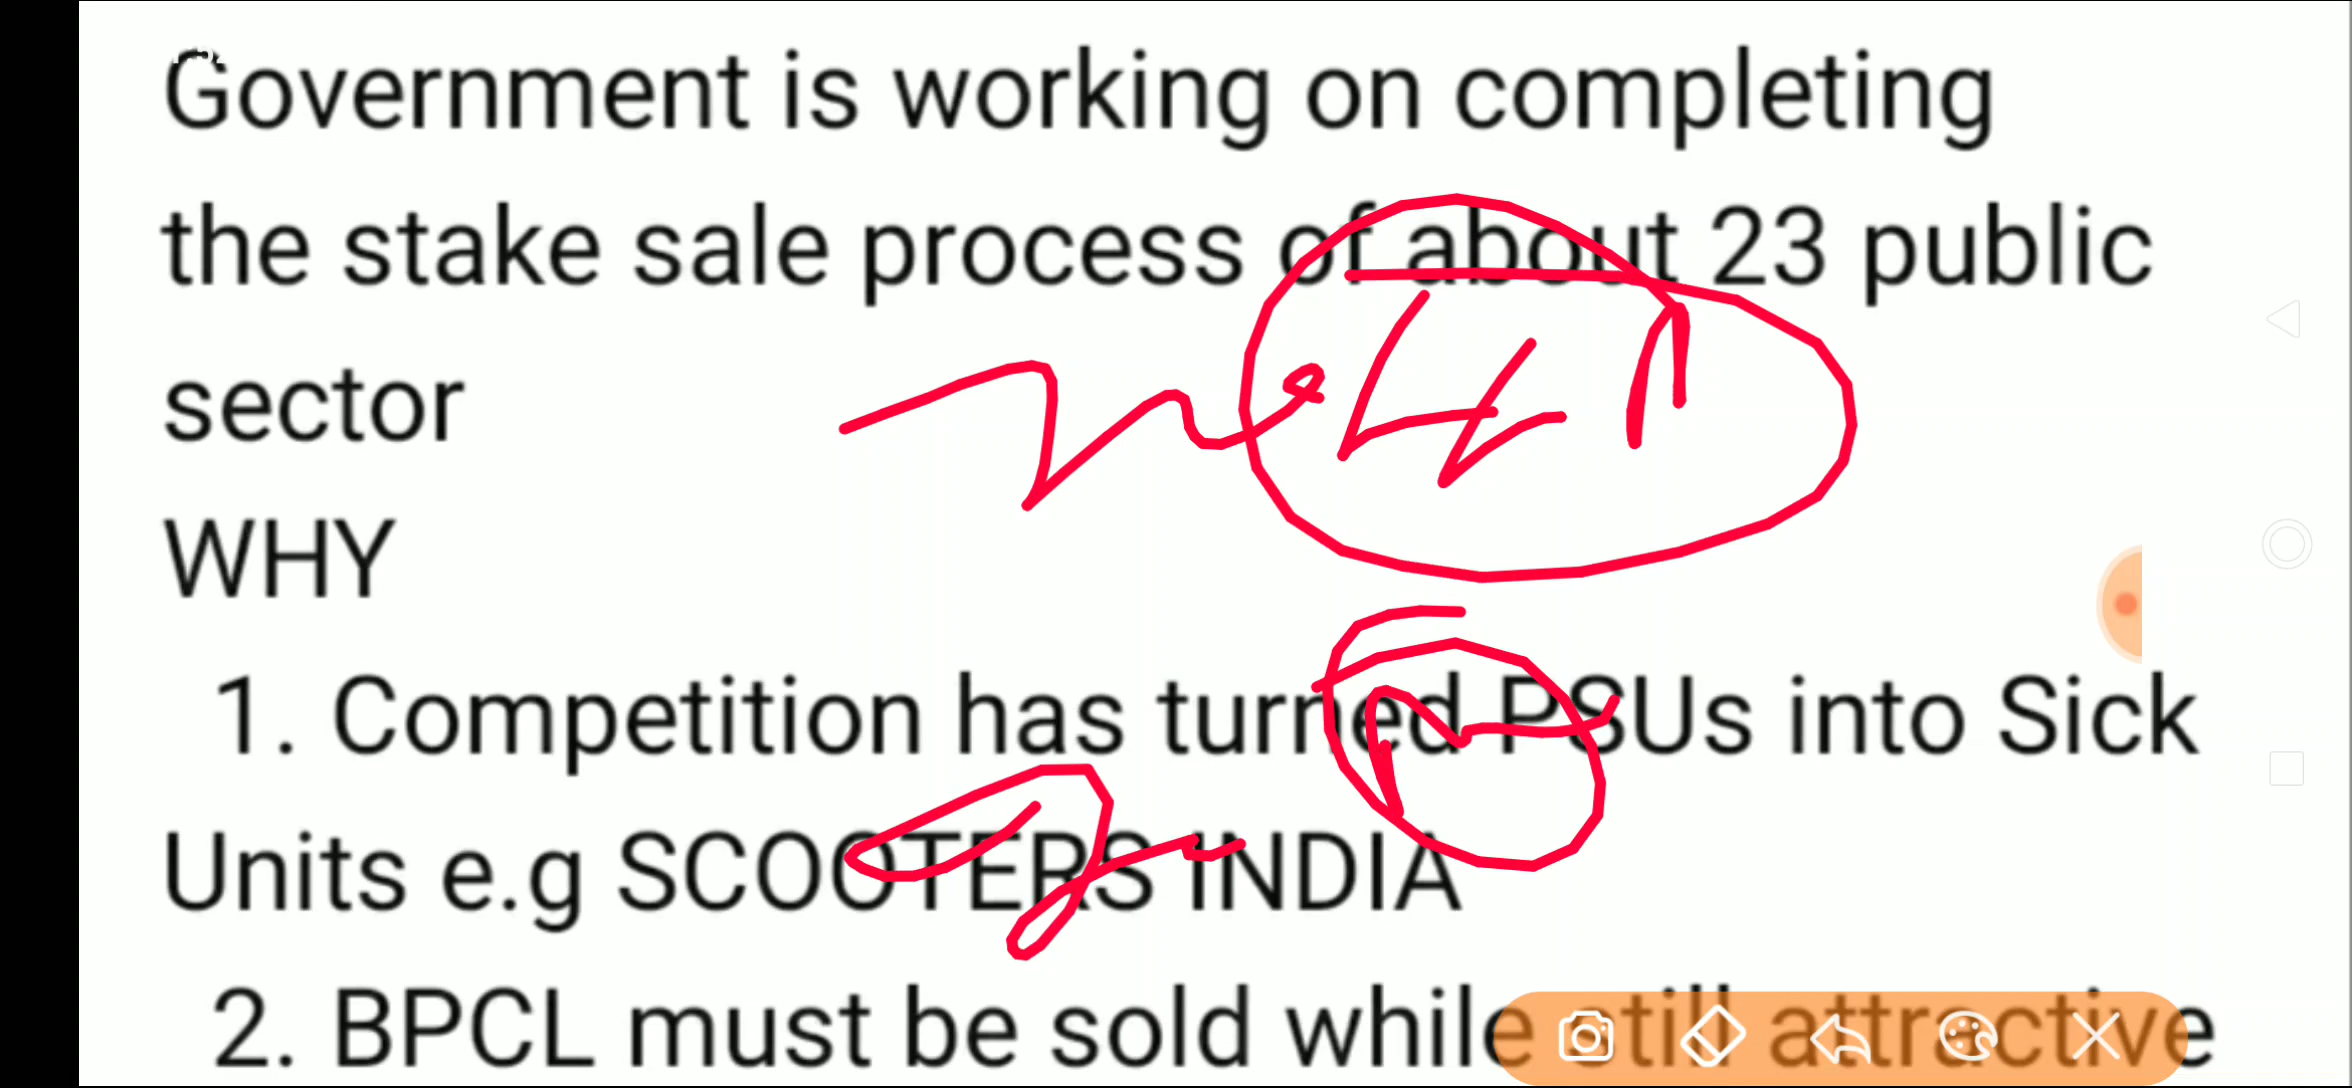 Government is working on completing
the stake sale process of about 23 public
sector
WHY
1. Competition has turned PSUs into Sick
Units e.g SCOOTERS INDIA
2. BPCL must be sold while still attractive